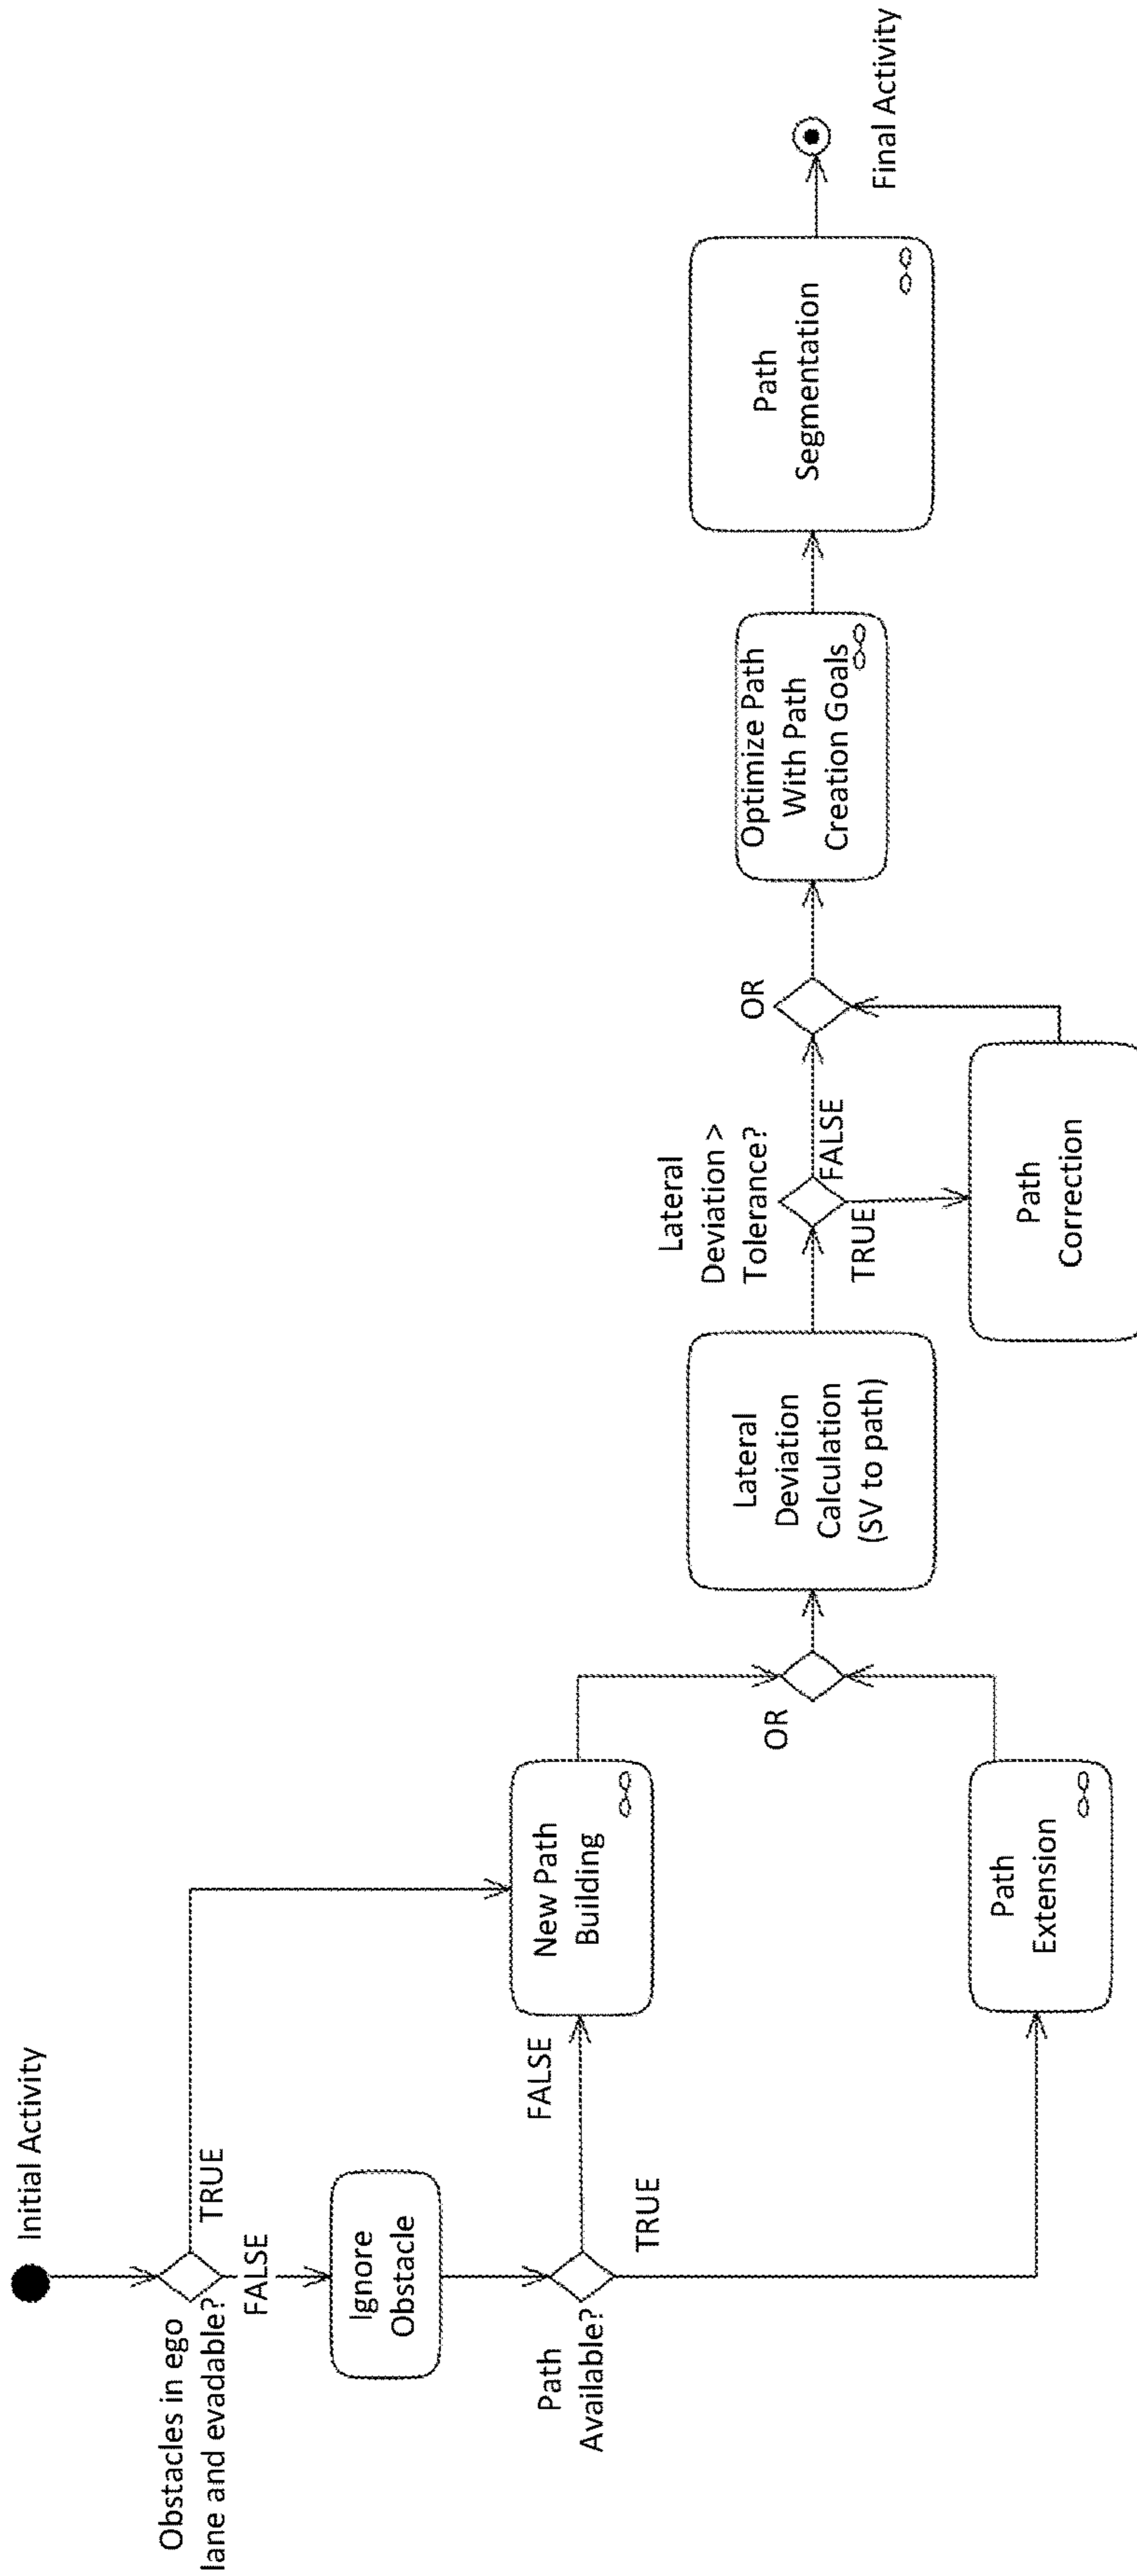 Initial Activity
Obstacles in ego
lane and evadable?
TRUE
FALSE
Ignore
Obstacle
Path
Available?
FALSE
TRUE
New Path
Building
Path
Extension
OR
Lateral
Deviation
Calculation
(SV to path)
Lateral
Deviation >
Tolerance?
TRUE
FALSE
Path
Correction
OR
Optimize Path
With Path
Creation Goals
Path
Segmentation
Final Activity